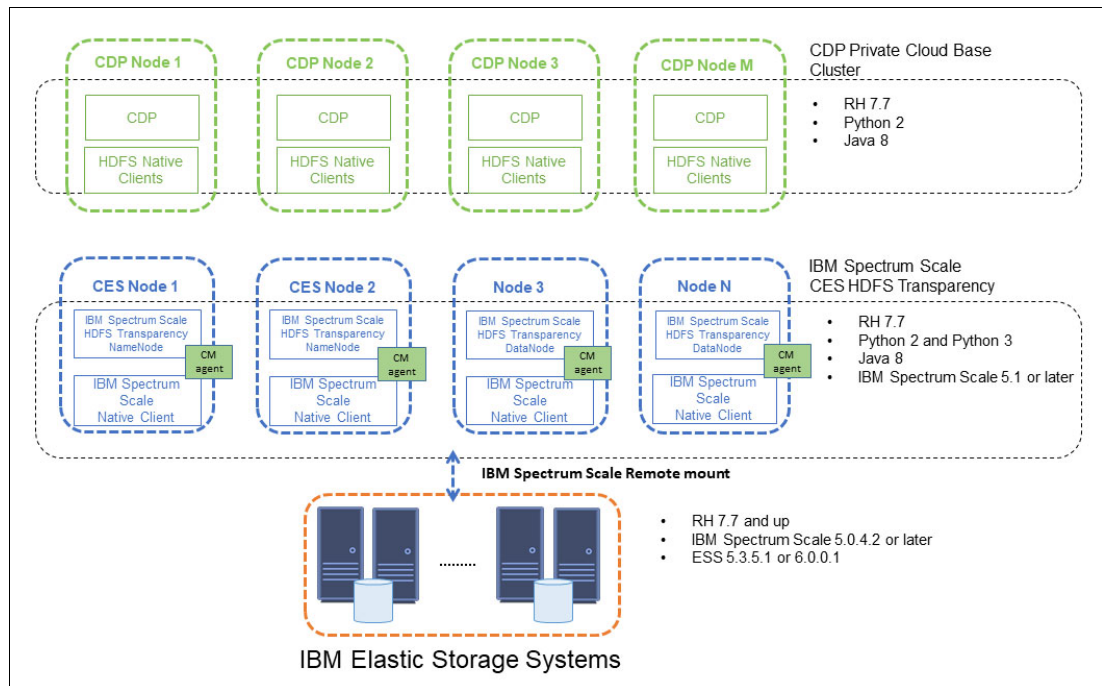 CDP Node 1
CDP Node 2
CDP Node 3
CDP Node M
CDP Private Cloud Base
Cluster
CDP
CDP
CDP
CDP
HDFS Native
Clients
HDFS Native
Clients
HDFS Native
Clients
HDFS Native
Clients
• RH 7.7
• Python 2
• Java 8
CES Node 1
CES Node 2
Node 3
Node N
IBM Spectrum Scale
CES HDFS Transparency
IBM Spectrum Scale
HDFS Transparency
NameNode
IBM Spectrum Scale
HDFS Transparency
NameNode
IBM Spectrum Scale
HDFS Transparency
DataNode
IBM Spectrum Scale
HDFS Transparency
DataNode
CM
agent
CM
agent
CM
agent
CM
agent
IBM Spectrum
Scale
Native Client
IBM Spectrum
Scale
Native Client
IBM Spectrum
Scale
Native Client
IBM Spectrum
Scale
Native Client
• RH 7.7
• Python 2 and Python 3
• Java 8
• IBM Spectrum Scale 5.1 or later
IBM Spectrum Scale Remote mount
.........
• RH 7.7 and up
• IBM Spectrum Scale 5.0.4.2 or later
• ESS 5.3.5.1 or 6.0.0.1
IBM Elastic Storage Systems